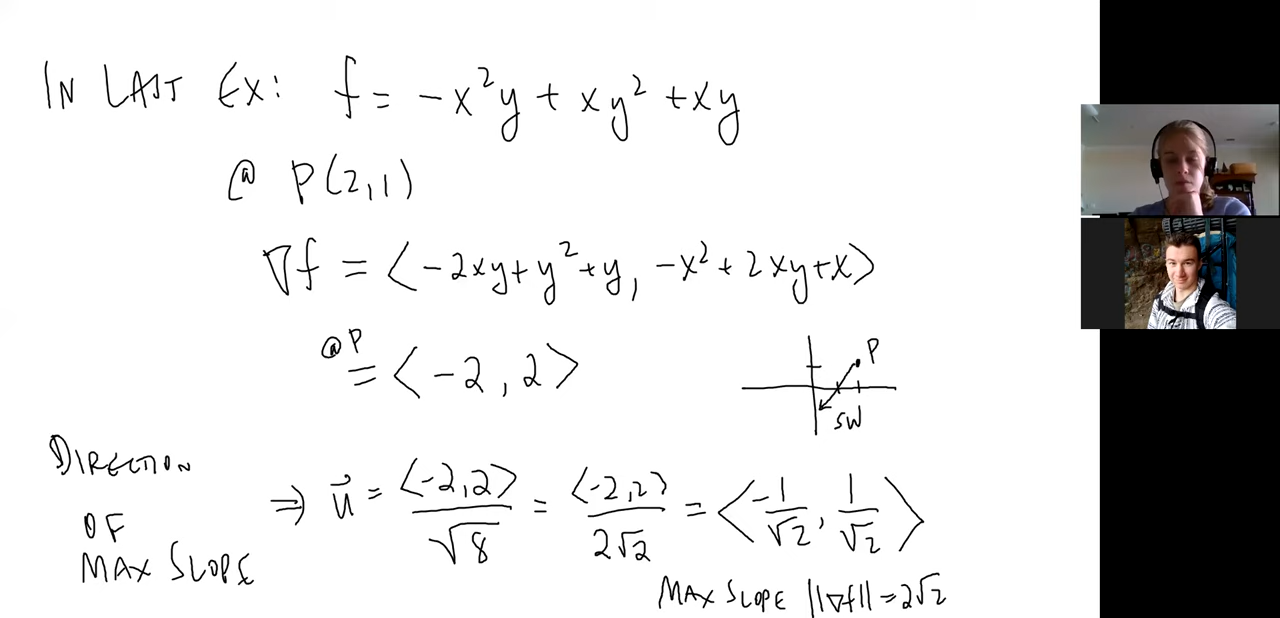 IN LAST EX: f = -x²y + xy² + xy
@ P(2,1)
∇f = ⟨-2xy + y² + y, -x² + 2xy + x⟩
@P
= ⟨-2, 2⟩
P
SW
DIRECTION
OF
MAX SLOPE
⇒ u⃗ = ⟨-2,2⟩/√8 = ⟨-2,2⟩/2√2 = ⟨-1/√2, 1/√2⟩
MAX SLOPE ||∇f|| = 2√2